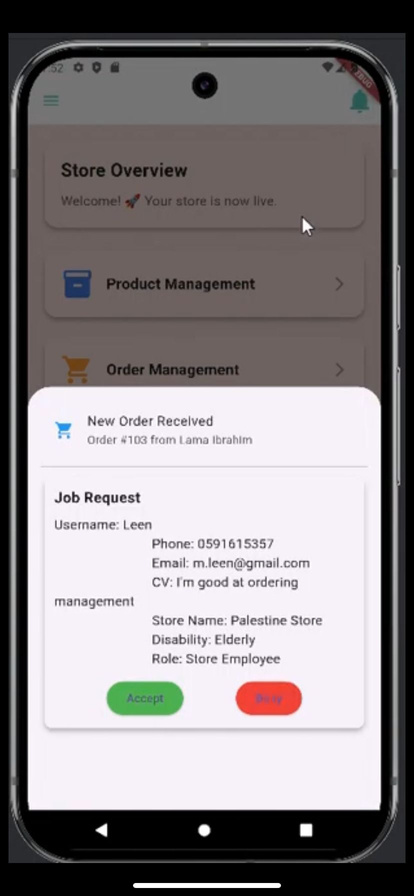 Store Overview
Welcome! 🚀 Your store is now live.
Product Management
Order Management
New Order Received
Order #103 from Lama Ibrahim
Job Request
Username: Leen
Phone: 0591615357
Email: m.leen@gmail.com
CV: I'm good at ordering
management
Store Name: Palestine Store
Disability: Elderly
Role: Store Employee
Accept